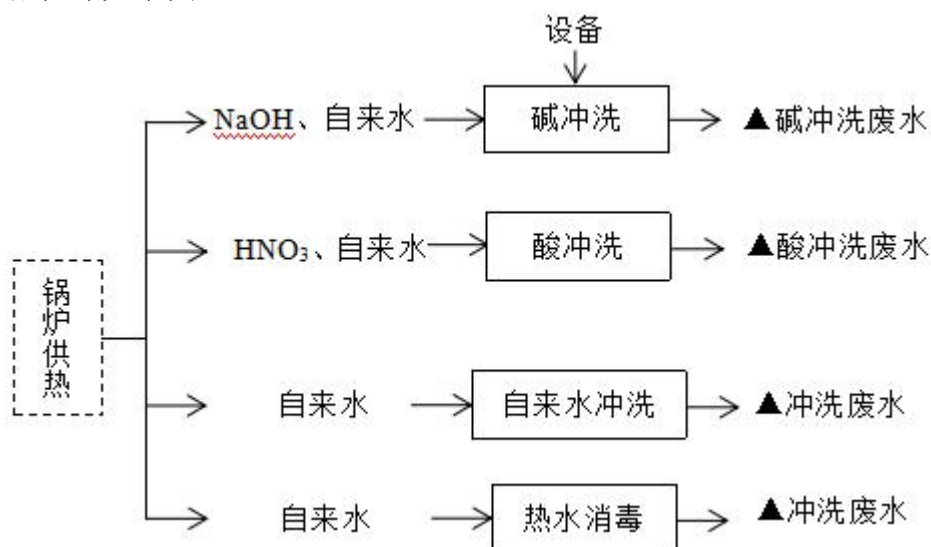 设备
NaOH、自来水 碱冲洗 ▲碱冲洗废水
HNO₃、自来水 酸冲洗 ▲酸冲洗废水
锅炉供热
自来水 自来水冲洗 ▲冲洗废水
自来水 热水消毒 ▲冲洗废水